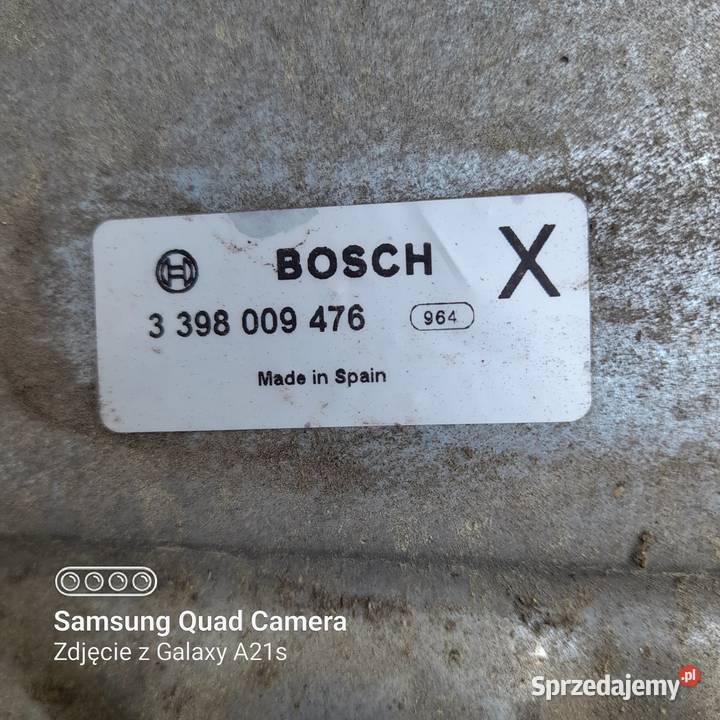 BOSCH X
3 398 009 476 964
Made in Spain
Samsung Quad Camera
Zdjęcie z Galaxy A21s
Sprzedajemy.pl